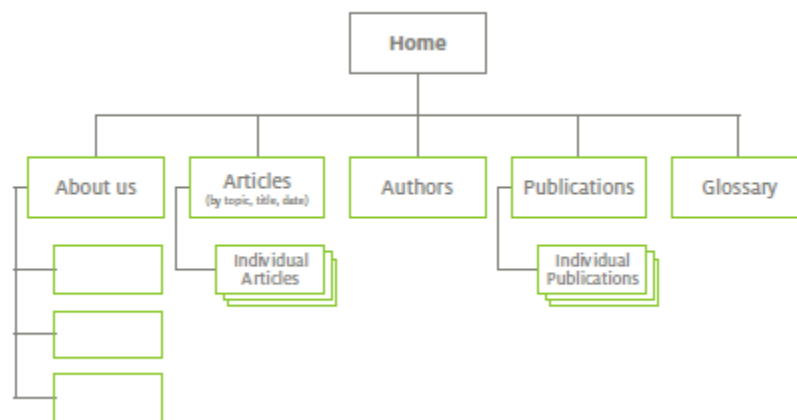 Home
About us
Articles
(by topic, title, date)
Authors
Publications
Glossary
Individual
Articles
Individual
Publications